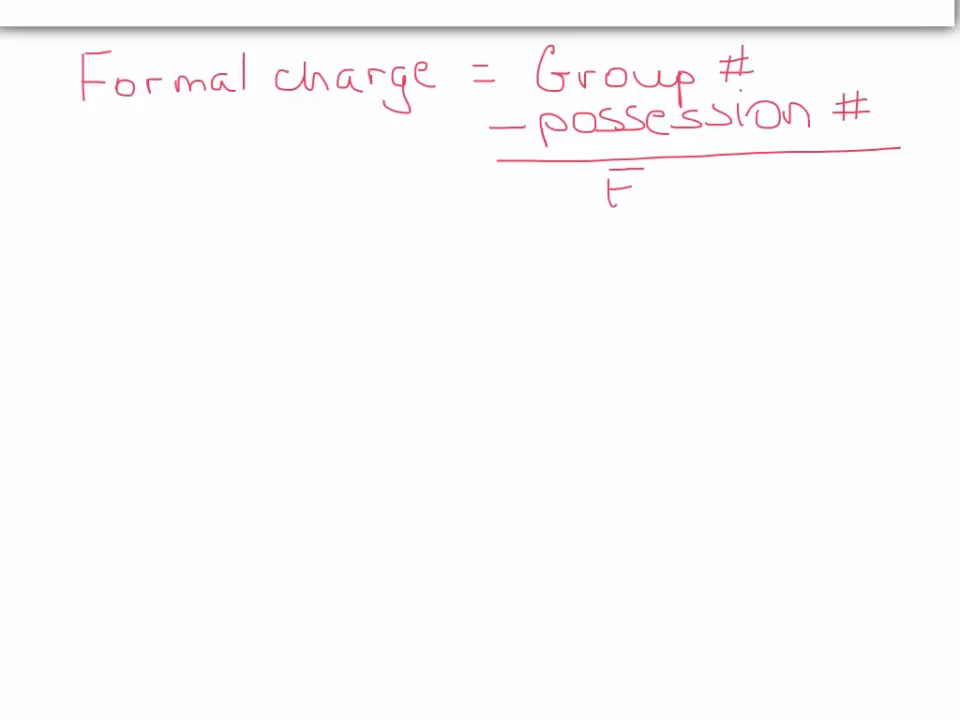 Formal charge = Group #
- possession #
F